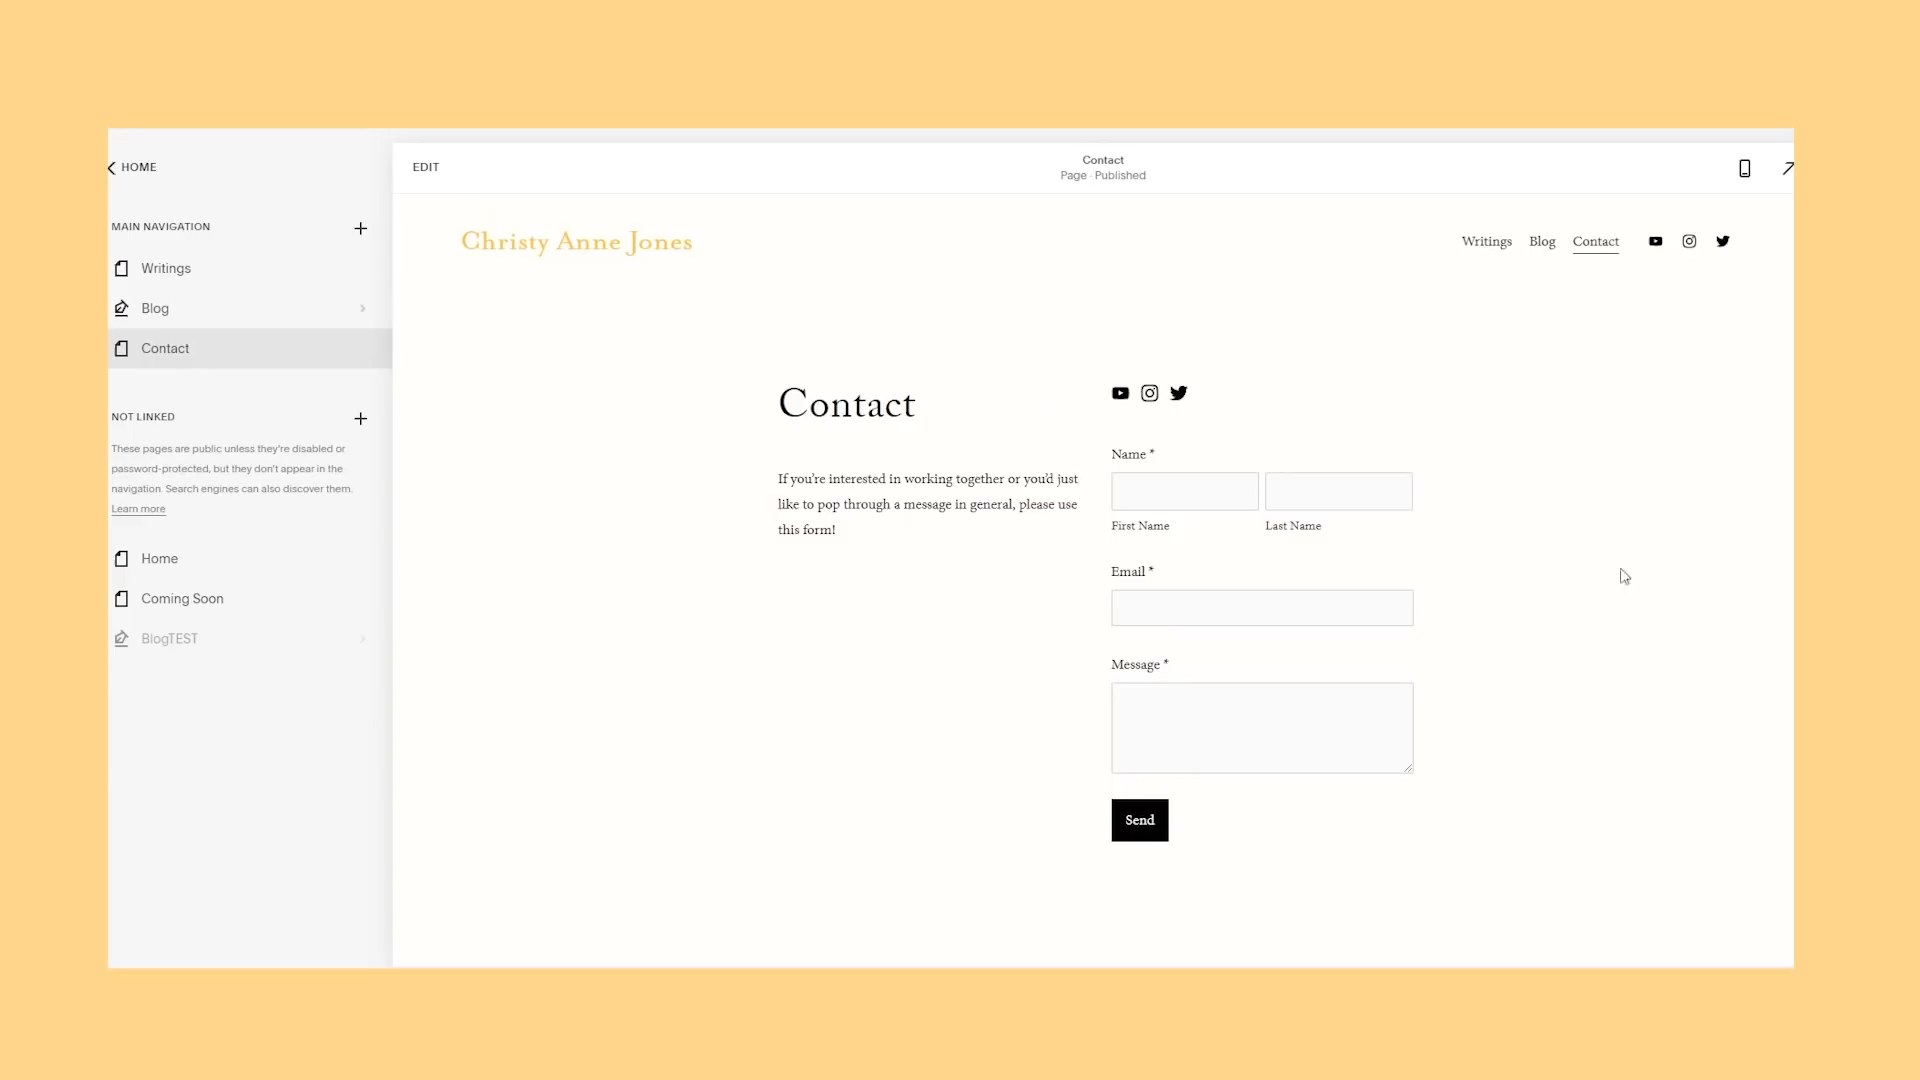 HOME
MAIN NAVIGATION
Writings
Blog
Contact
NOT LINKED
These pages are public unless they're disabled or
password-protected, but they don't appear in the
navigation. Search engines can also discover them.
Learn more
Home
Coming Soon
BlogTEST
EDIT
Contact
Page · Published
Christy Anne Jones
Writings Blog Contact
Contact
If you're interested in working together or you'd just
like to pop through a message in general, please use
this form!
Name *
First Name Last Name
Email *
Message *
Send